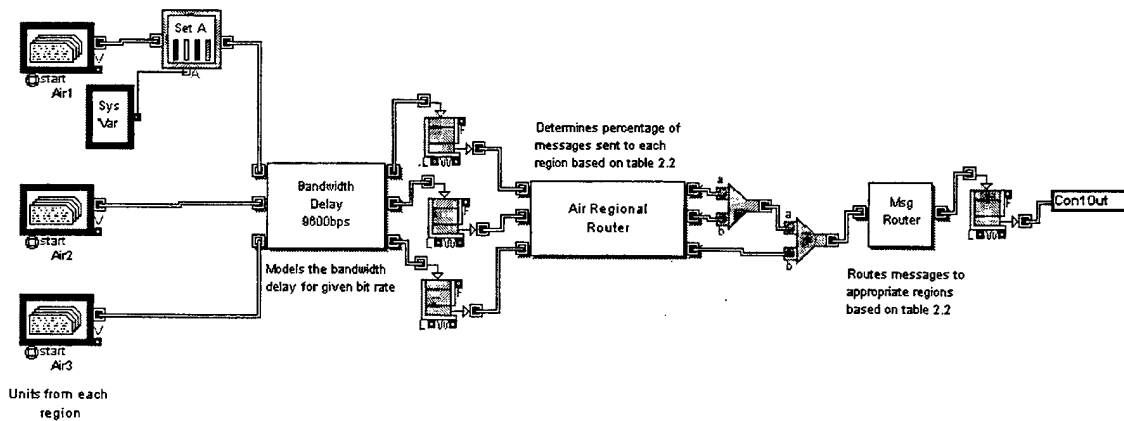 Set A
V
A
start
Air1
Sys
Var
Bandwidth
Delay
9600bps
V
start
Air2
Models the bandwidth
delay for given bit rate
V
start
Air3
Units from each
region
F
L
F
L
F
L
Determines percentage of
messages sent to each
region based on table 2.2
Air Regional
Router
a
b
a
b
Msg
Router
Routes messages to
appropriate regions
based on table 2.2
F
L
Con1Out